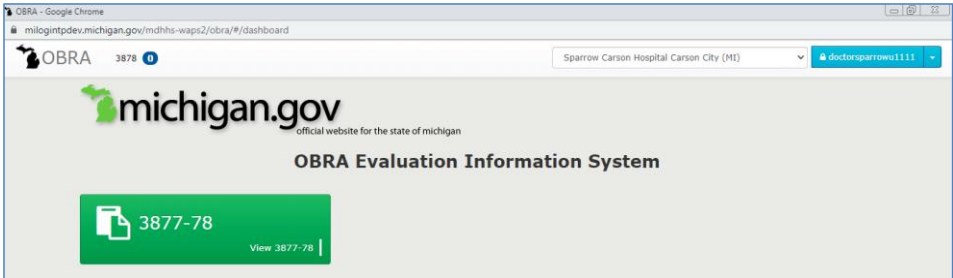 OBRA - Google Chrome
milogintpdev.michigan.gov/mdhhs-waps2/obra/#/dashboard
OBRA 3878 0 Sparrow Carson Hospital Carson City (MI) doctorsparrowu1111
michigan.gov
official website for the state of michigan
OBRA Evaluation Information System
3877-78
View 3877-78